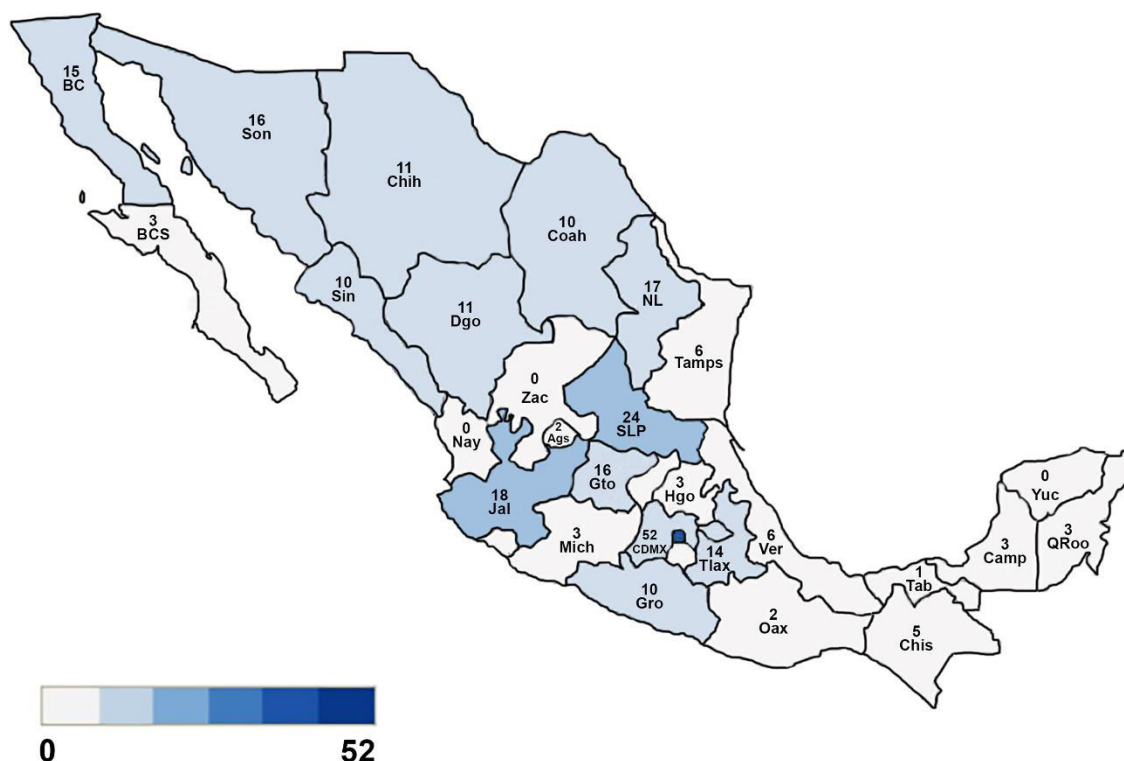 15
BC
16
Son
11
Chih
3
BCS
10
Coah
10
Sin
11
Dgo
17
NL
6
Tamps
0
Zac
24
SLP
0
Nay
2
Ags
16
Gto
3
Hgo
18
Jal
3
Mich
52
CDMX
14
Tlax
6
Ver
10
Gro
2
Oax
0
Yuc
3
QRoo
3
Camp
1
Tab
5
Chis
0 52